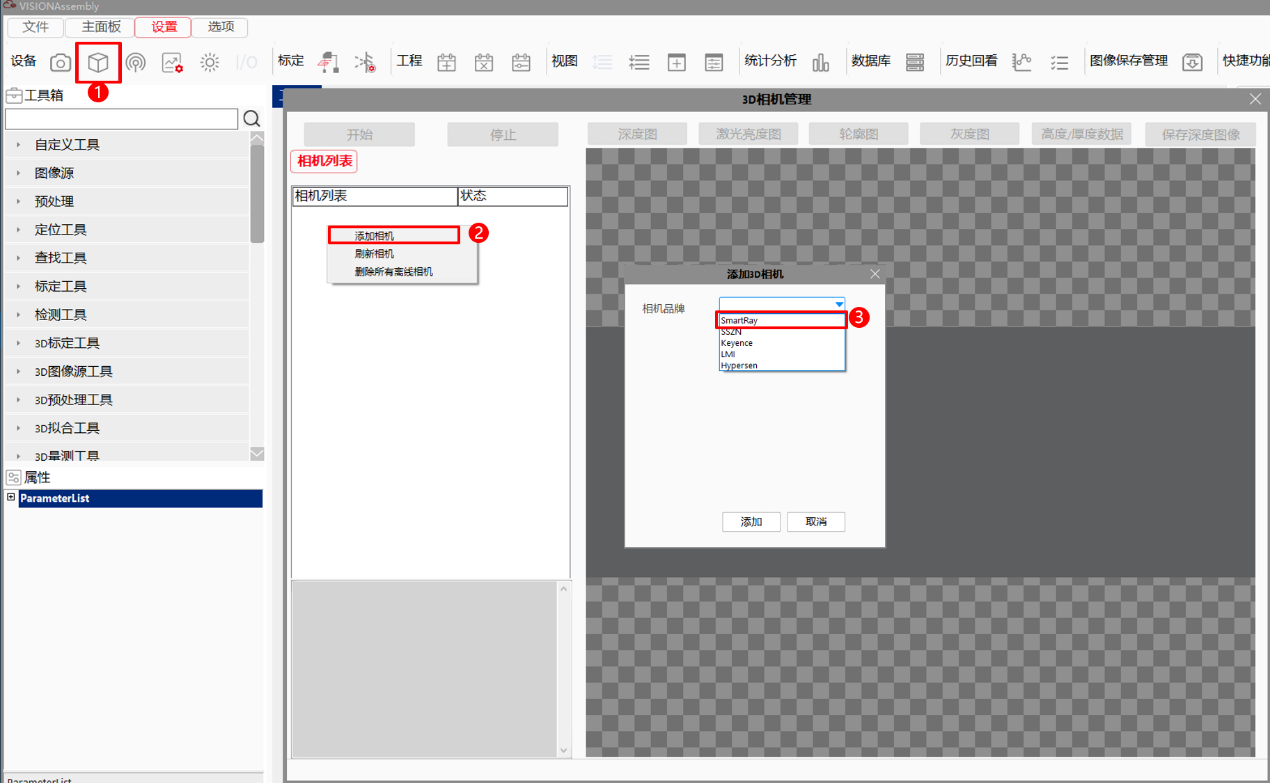 VISIONAssembly
文件 主面板 设置 选项
设备 I/O 标定 工程 视图 统计分析 数据库 历史回看 图像保存管理 快捷功能
1
工具箱
3D相机管理
开始 停止 深度图 激光亮度图 轮廓图 灰度图 高度/厚度数据 保存深度图像
自定义工具
图像源
预处理
定位工具
查找工具
标定工具
检测工具
3D标定工具
3D图像源工具
3D预处理工具
3D拟合工具
3D量测工具
属性
ParameterList
ParameterList
相机列表
相机列表 状态
添加相机 2
刷新相机
删除所有离线相机
添加3D相机
相机品牌
SmartRay 3
SSZN
Keyence
LMI
Hypersen
添加 取消